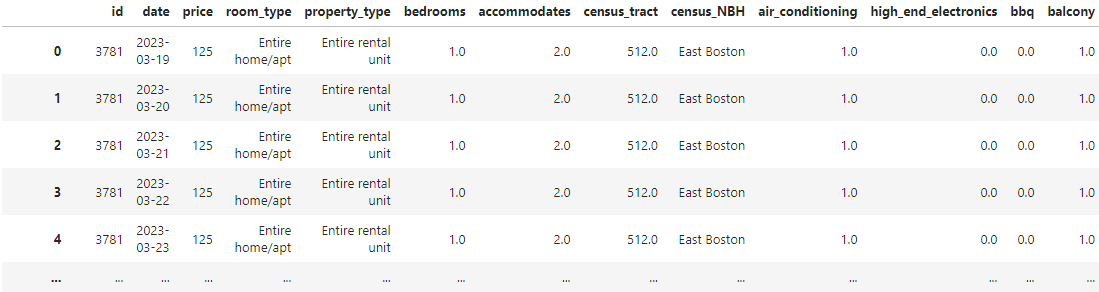 id date price room_type property_type bedrooms accommodates census_tract census_NBH air_conditioning high_end_electronics bbq balcony
0 3781 2023-03-19 125 Entire home/apt Entire rental unit 1.0 2.0 512.0 East Boston 1.0 0.0 0.0 1.0
1 3781 2023-03-20 125 Entire home/apt Entire rental unit 1.0 2.0 512.0 East Boston 1.0 0.0 0.0 1.0
2 3781 2023-03-21 125 Entire home/apt Entire rental unit 1.0 2.0 512.0 East Boston 1.0 0.0 0.0 1.0
3 3781 2023-03-22 125 Entire home/apt Entire rental unit 1.0 2.0 512.0 East Boston 1.0 0.0 0.0 1.0
4 3781 2023-03-23 125 Entire home/apt Entire rental unit 1.0 2.0 512.0 East Boston 1.0 0.0 0.0 1.0
... ... ... ... ... ... ... ... ... ... ... ... ... ...